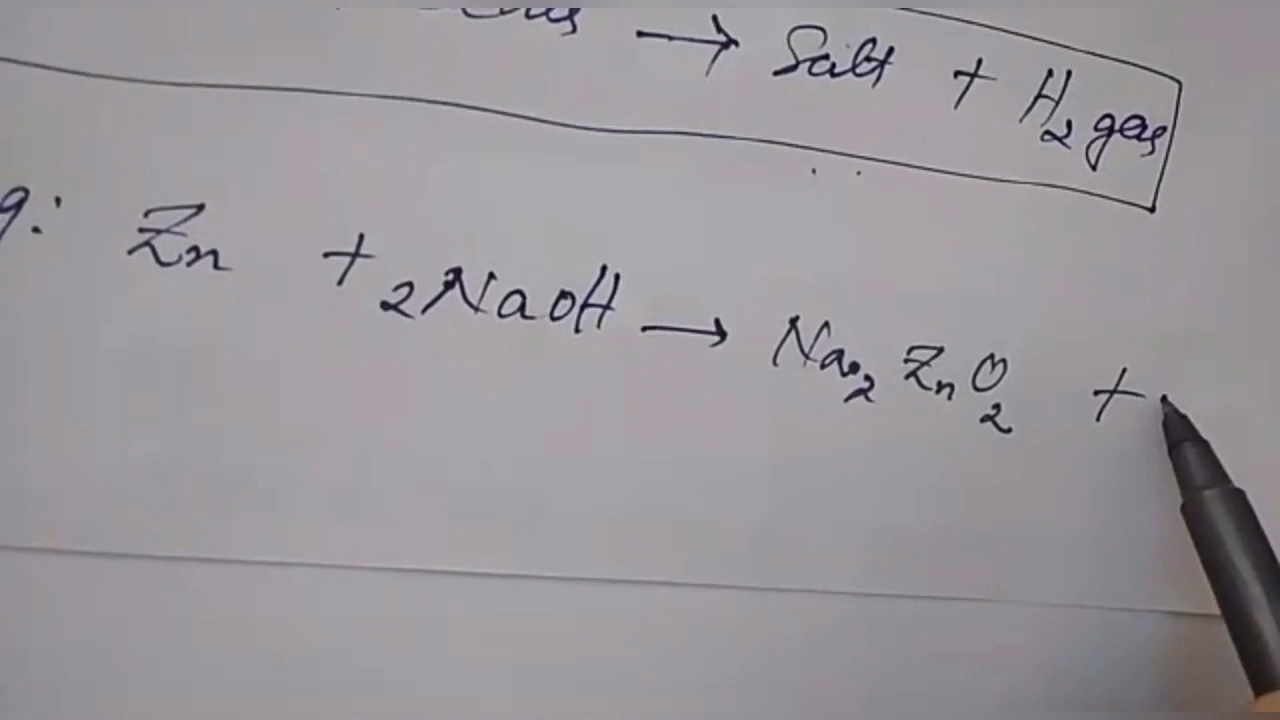 → Salt + H₂ gas
g: Zn + 2NaOH → Na₂ZnO₂ +